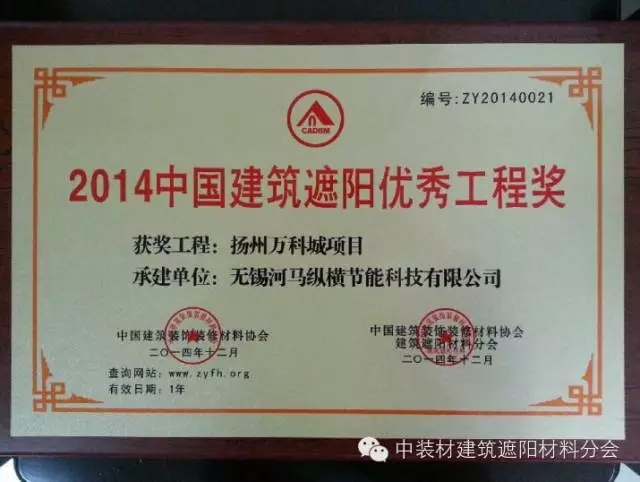 编号:ZY20140021
CADBM
2014中国建筑遮阳优秀工程奖
获奖工程：扬州万科城项目
承建单位：无锡河马纵横节能科技有限公司
中国建筑装饰装修材料协会
二〇一四年十二月
中国建筑装饰装修材料协会
建筑遮阳材料分会
二〇一四年十二月
查询网站：www.zyfh.org
有效日期：1年
中装材建筑遮阳材料分会